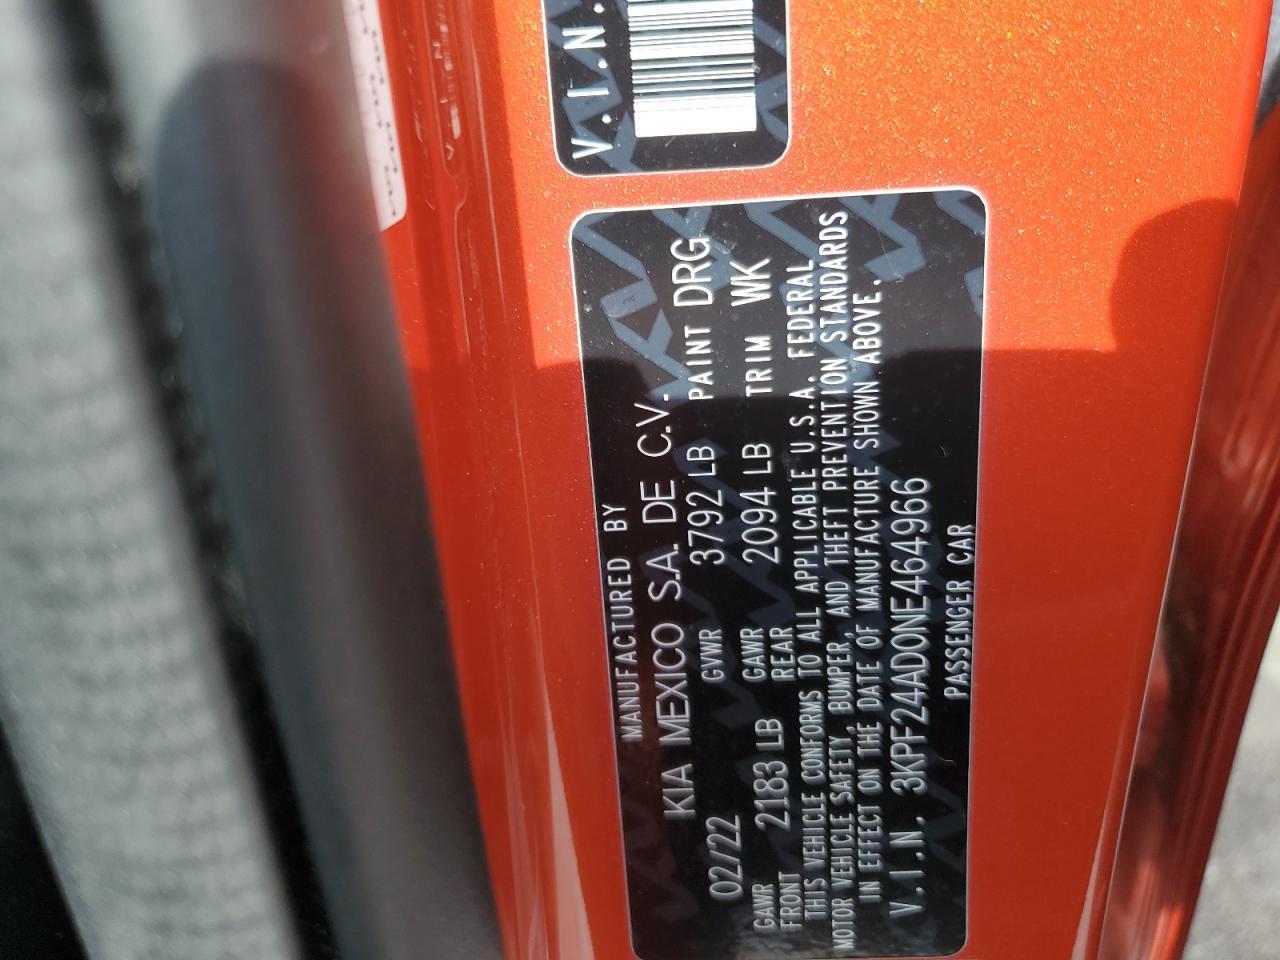 V.I.N.
MANUFACTURED BY
KIA MEXICO S.A. DE C.V.
02/22 GVWR 3792 LB PAINT DRG
GAWR FRONT 2183 LB GAWR REAR 2094 LB TRIM WK
THIS VEHICLE CONFORMS TO ALL APPLICABLE U.S.A. FEDERAL
MOTOR VEHICLE SAFETY, BUMPER, AND THEFT PREVENTION STANDARDS
IN EFFECT ON THE DATE OF MANUFACTURE SHOWN ABOVE.
V.I.N. 3KPF24AD0NE464966
PASSENGER CAR